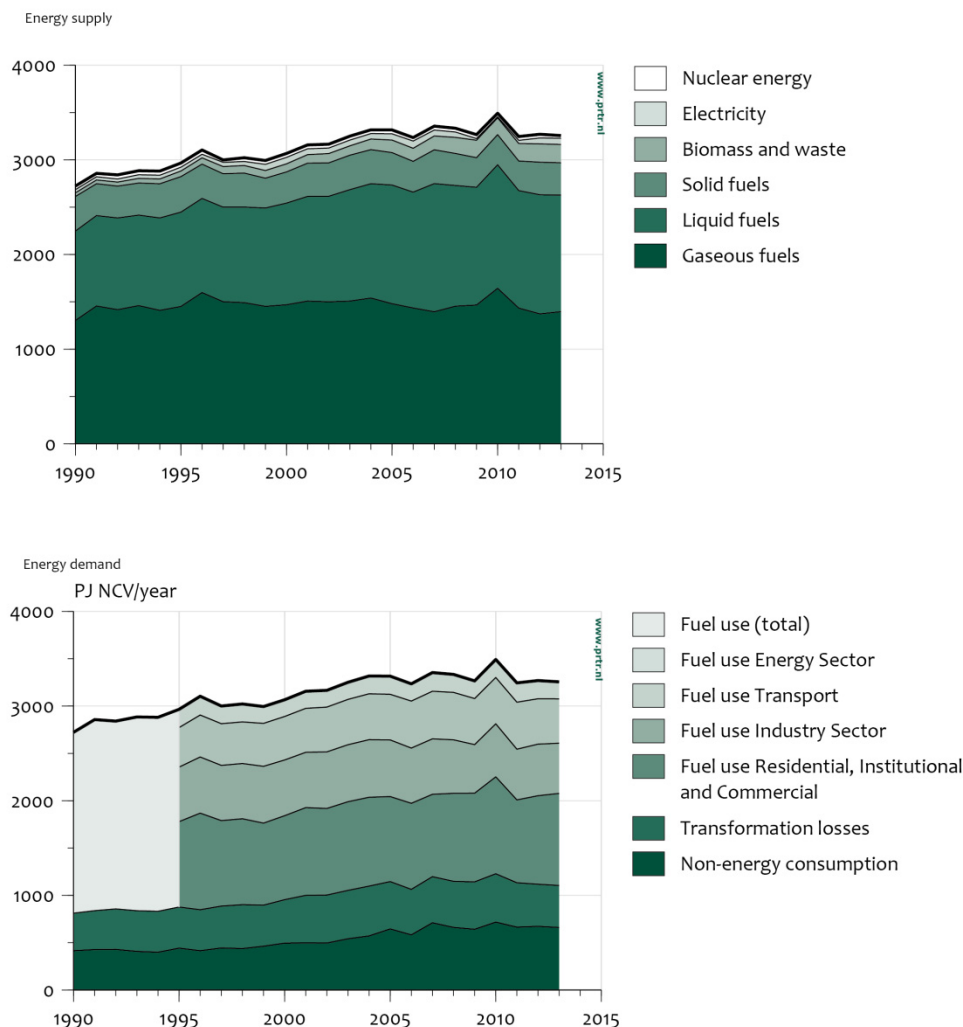 Energy supply
4000
3000
2000
1000
0
1990
1995
2000
2005
2010
2015
www.prtr.nl
Nuclear energy
Electricity
Biomass and waste
Solid fuels
Liquid fuels
Gaseous fuels
Energy demand
PJ NCV/year
4000
3000
2000
1000
0
1990
1995
2000
2005
2010
2015
www.prtr.nl
Fuel use (total)
Fuel use Energy Sector
Fuel use Transport
Fuel use Industry Sector
Fuel use Residential, Institutional
and Commercial
Transformation losses
Non-energy consumption